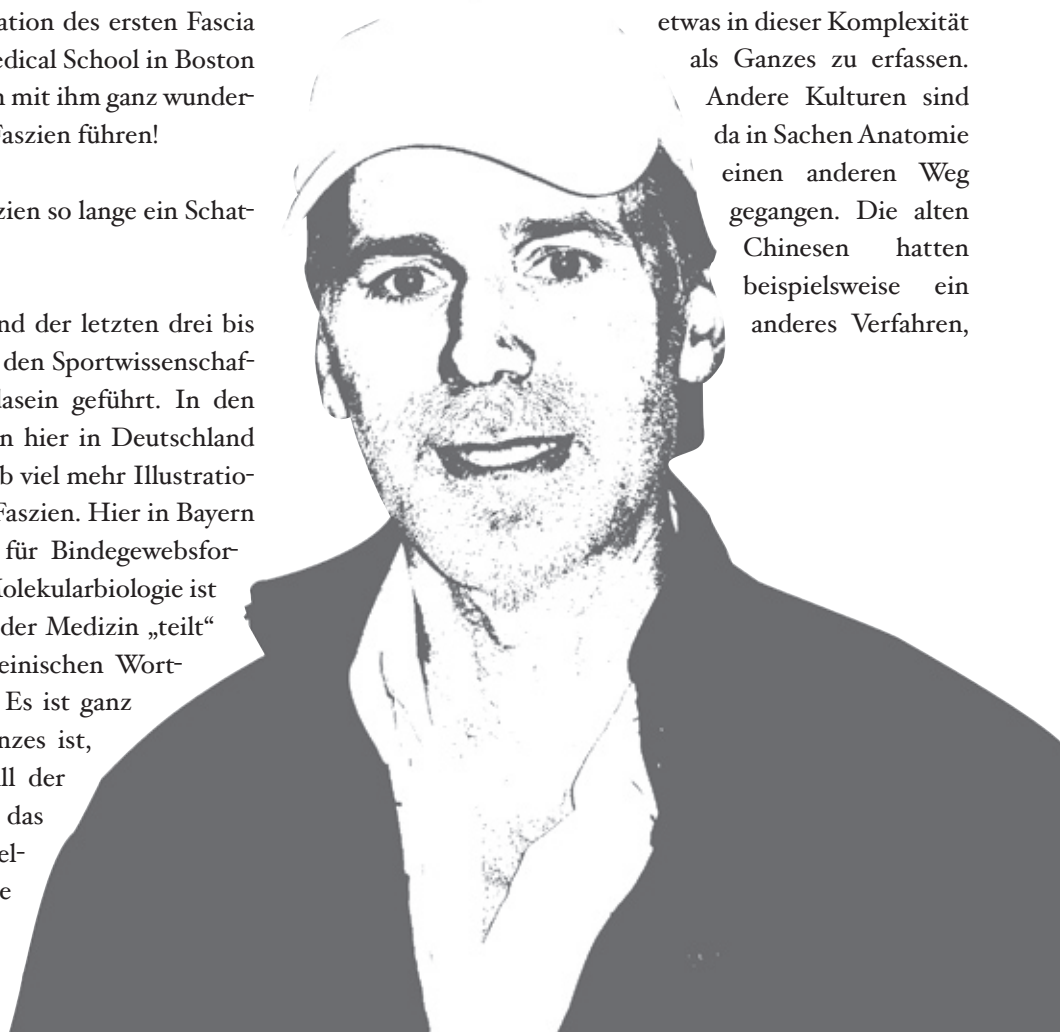 ation des ersten Fascia
edical School in Boston
n mit ihm ganz wunder-
Faszien führen!
zien so lange ein Schat-
nd der letzten drei bis
den Sportwissenschaf-
dasein geführt. In den
n hier in Deutschland
b viel mehr Illustratio-
Faszien. Hier in Bayern
für Bindegewebsfor-
Molekularbiologie ist
der Medizin „teilt“
einischen Wort-
Es ist ganz
nzes ist,
ll der
das
el-
e
etwas in dieser Komplexität
als Ganzes zu erfassen.
Andere Kulturen sind
da in Sachen Anatomie
einen anderen Weg
gegangen. Die alten
Chinesen hatten
beispielsweise ein
anderes Verfahren,